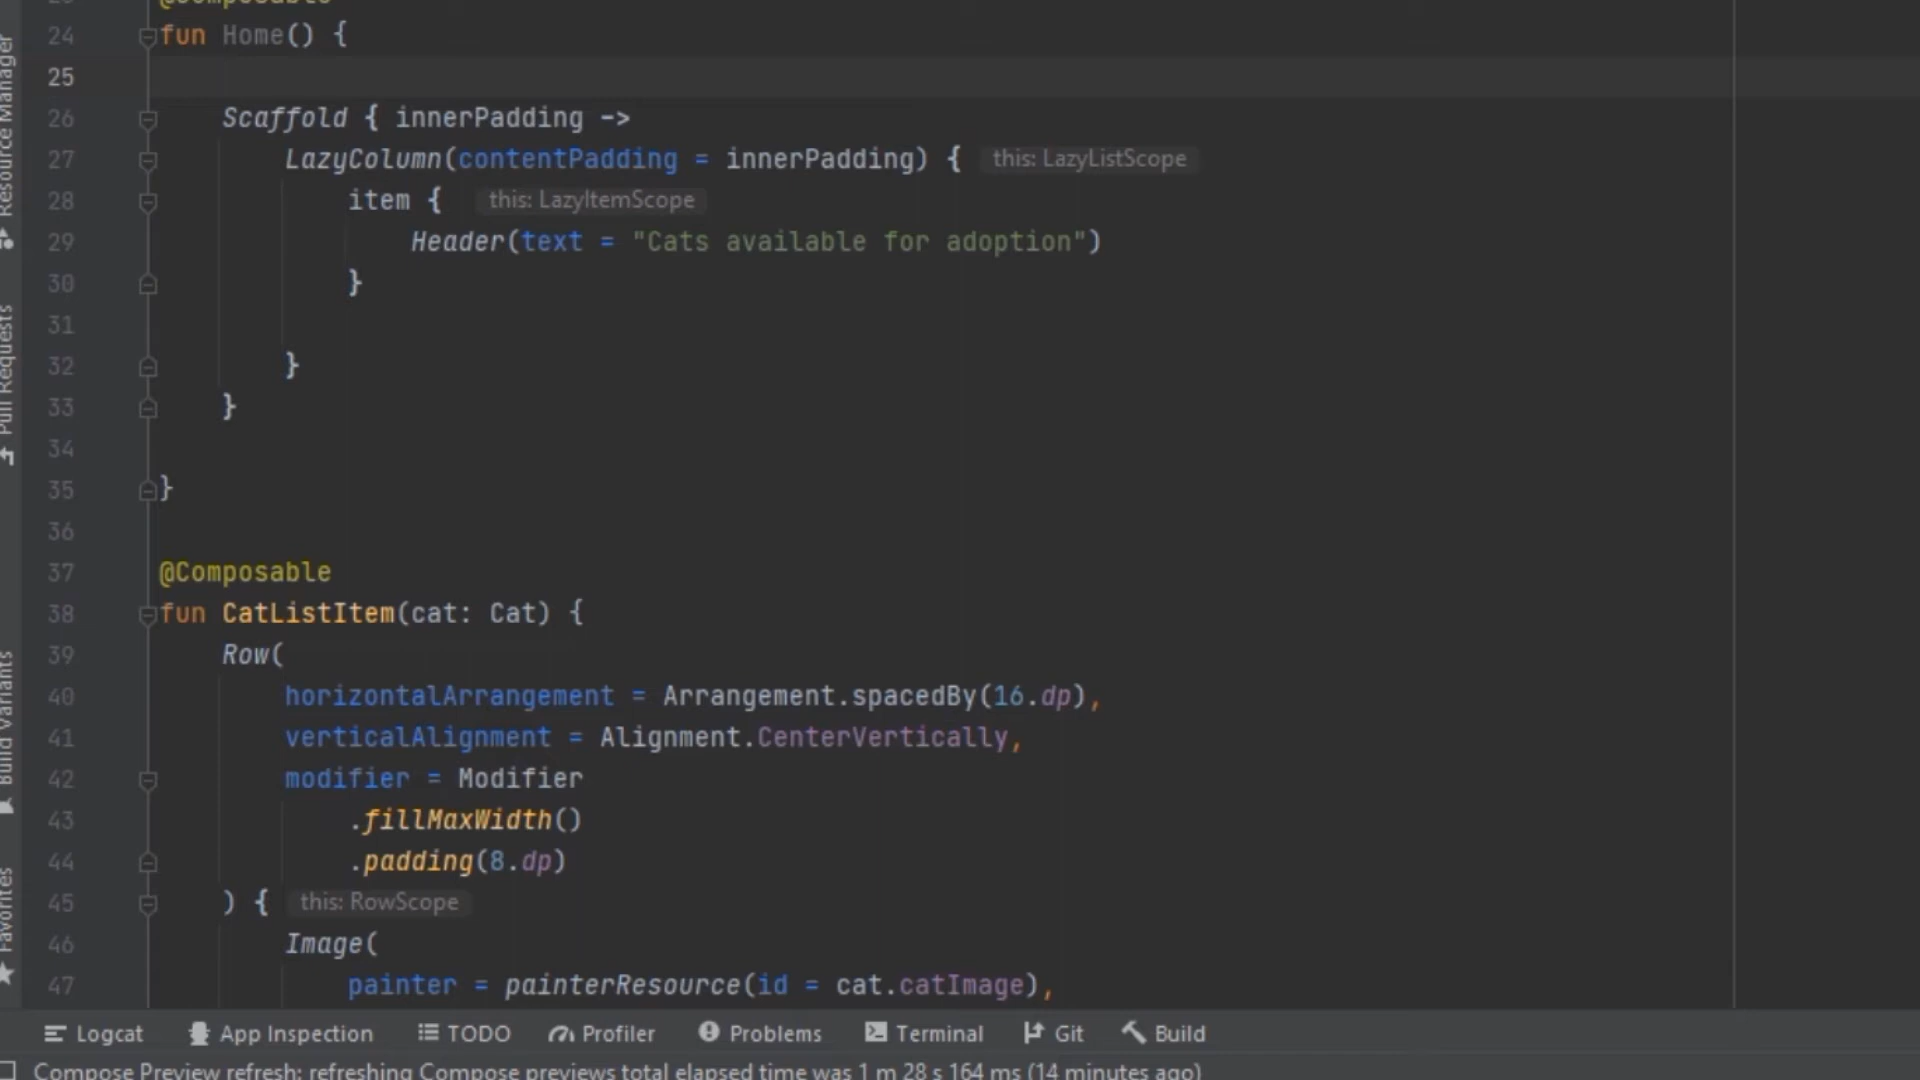 @Composable
24 fun Home() {
25
26 Scaffold { innerPadding ->
27 LazyColumn(contentPadding = innerPadding) { this: LazyListScope
28 item { this: LazyItemScope
29 Header(text = "Cats available for adoption")
30 }
31
32 }
33 }
34
35 }
36
37 @Composable
38 fun CatListItem(cat: Cat) {
39 Row(
40 horizontalArrangement = Arrangement.spacedBy(16.dp),
41 verticalAlignment = Alignment.CenterVertically,
42 modifier = Modifier
43 .fillMaxWidth()
44 .padding(8.dp)
45 ) { this: RowScope
46 Image(
47 painter = painterResource(id = cat.catImage),
Resource Manager
Pull Requests
Build Variants
Favorites
Logcat App Inspection TODO Profiler Problems Terminal Git Build
Compose Preview refresh: refreshing Compose previews total elapsed time was 1 m 28 s 164 ms (14 minutes ago)